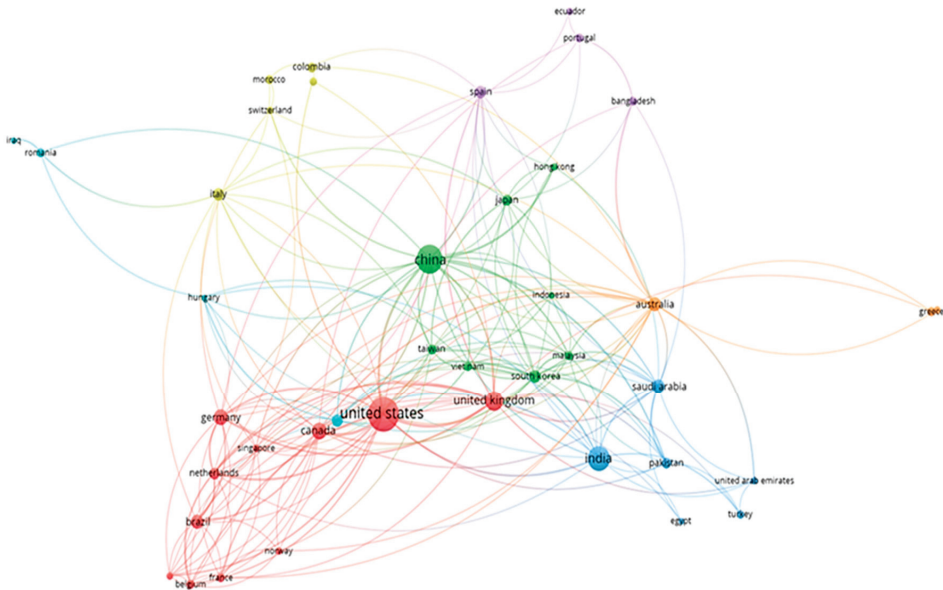 ecuador
portugal
colombia
morocco
spain
bangladesh
switzerland
iraq
romania
hong kong
italy
japan
china
hungary
indonesia
australia
greece
taiwan
malaysia
vietnam
south korea
saudi arabia
united kingdom
united states
germany
canada
singapore
india
pakistan
netherlands
united arab emirates
turkey
brazil
egypt
norway
france
belgium